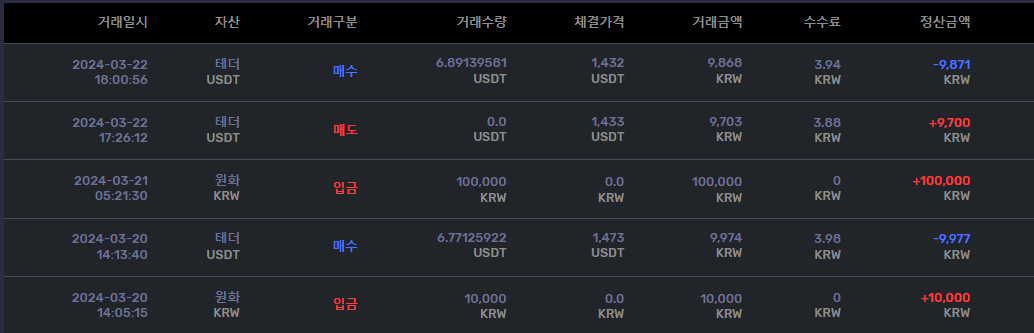 거래일시 자산 거래구분 거래수량 체결가격 거래금액 수수료 정산금액
2024-03-22 테더 매수 6.89139581 1,432 9,868 3.94 -9,871
18:00:56 USDT USDT USDT KRW KRW KRW
2024-03-22 테더 매도 0.0 1,433 9,703 3.88 +9,700
17:26:12 USDT USDT USDT KRW KRW KRW
2024-03-21 원화 입금 100,000 0.0 100,000 0 +100,000
05:21:30 KRW KRW KRW KRW KRW KRW
2024-03-20 테더 매수 6.77125922 1,473 9,974 3.98 -9,977
14:13:40 USDT USDT USDT KRW KRW KRW
2024-03-20 원화 입금 10,000 0.0 10,000 0 +10,000
14:05:15 KRW KRW KRW KRW KRW KRW